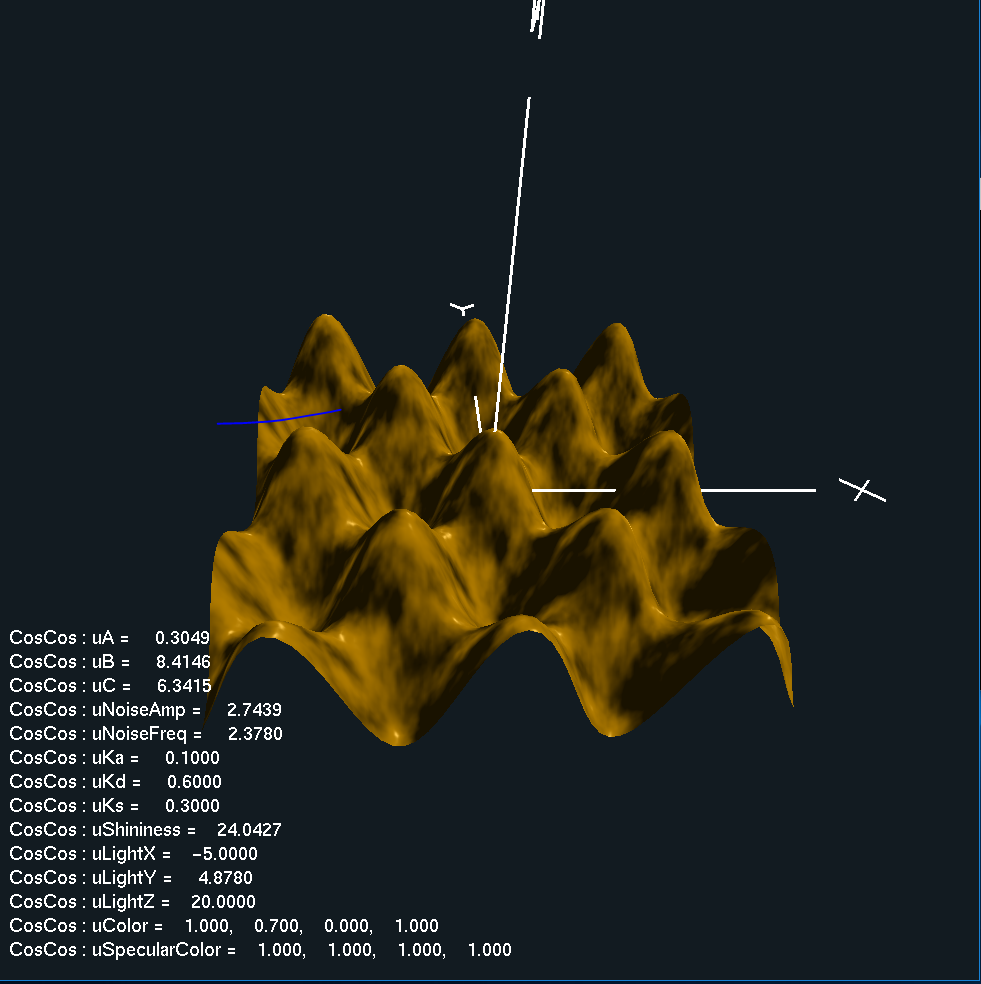 Y
X
CosCos : uA = 0.3049
CosCos : uB = 8.4146
CosCos : uC = 6.3415
CosCos : uNoiseAmp = 2.7439
CosCos : uNoiseFreq = 2.3780
CosCos : uKa = 0.1000
CosCos : uKd = 0.6000
CosCos : uKs = 0.3000
CosCos : uShininess = 24.0427
CosCos : uLightX = −5.0000
CosCos : uLightY = 4.8780
CosCos : uLightZ = 20.0000
CosCos : uColor = 1.000, 0.700, 0.000, 1.000
CosCos : uSpecularColor = 1.000, 1.000, 1.000, 1.000